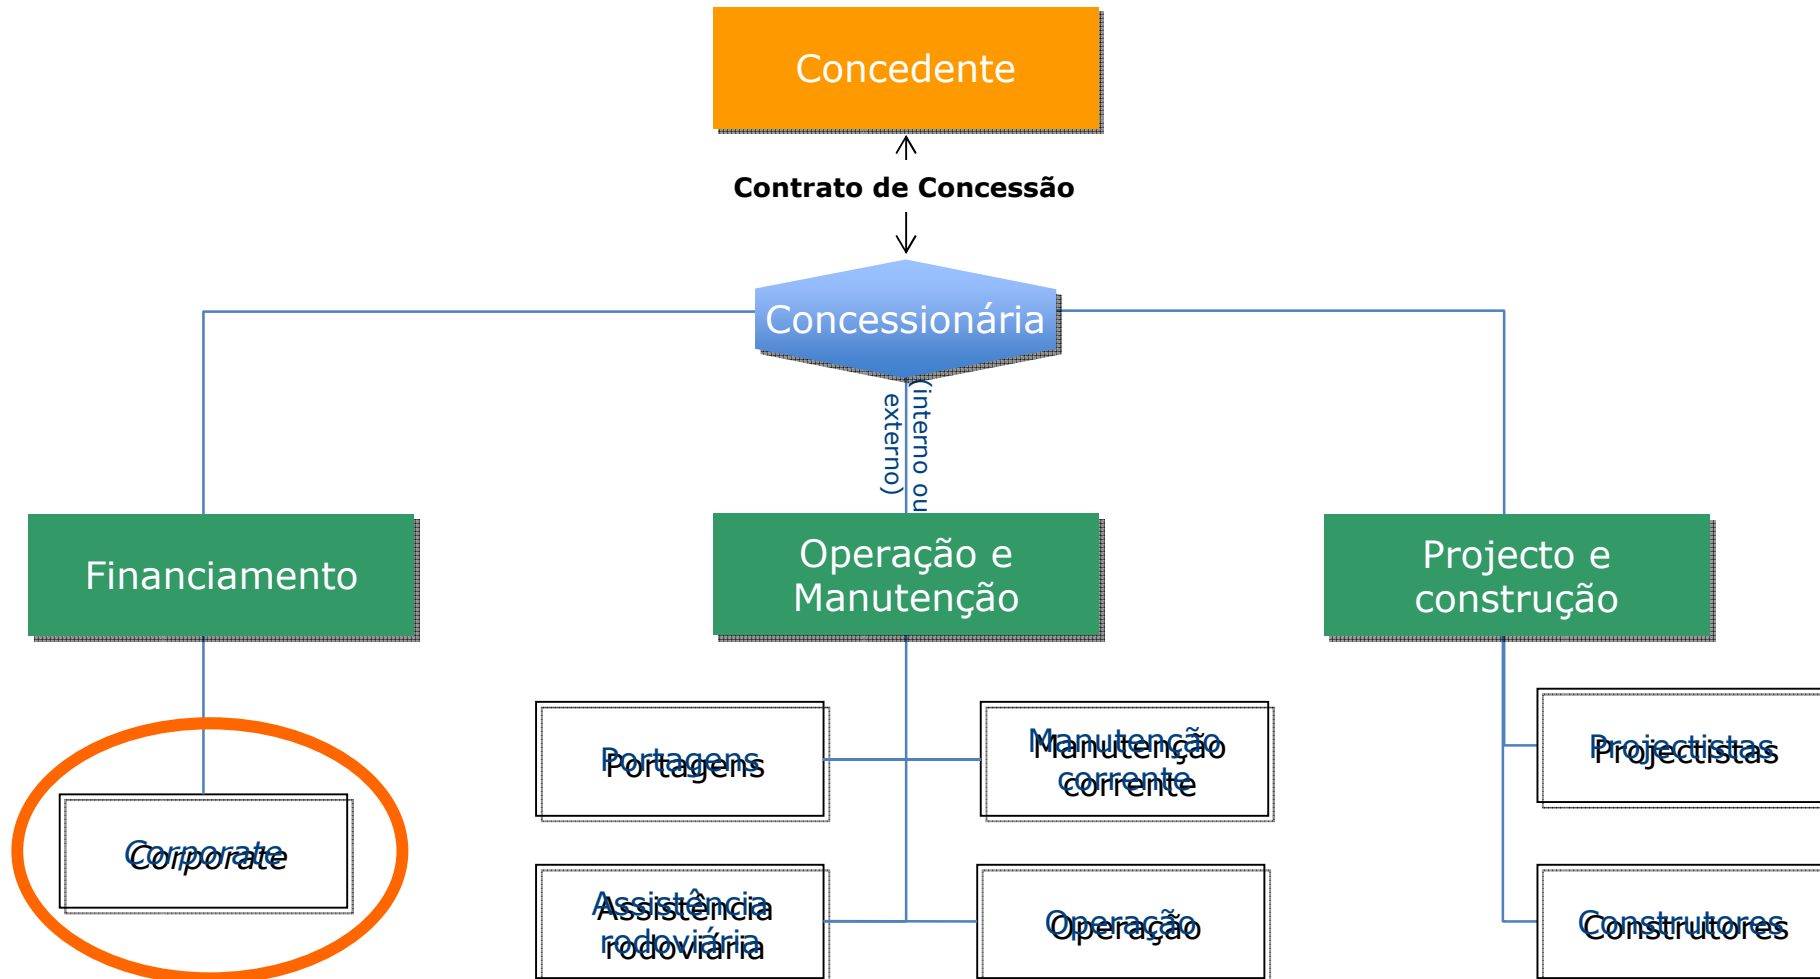 Concedente
Contrato de Concessão
Concessionária
(interno ou
externo)
Financiamento
Operação e
Manutenção
Projecto e
construção
Portagens
Manutenção
corrente
Projectistas
Corporate
Assistência
rodoviária
Operação
Construtores